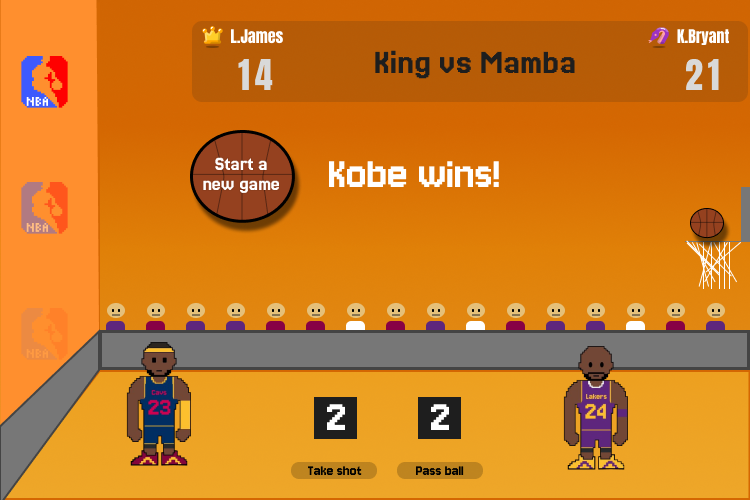 L.James
K.Bryant
14
King vs Mamba
21
NBA
Start a
new game
Kobe wins!
NBA
NBA
Cavs
23
Lakers
24
2
2
Take shot
Pass ball